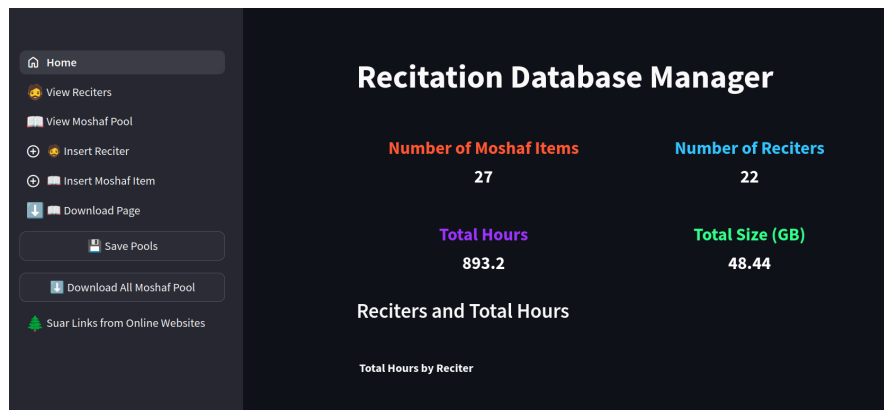 Home
View Reciters
View Moshaf Pool
Insert Reciter
Insert Moshaf Item
Download Page
Save Pools
Download All Moshaf Pool
Suar Links from Online Websites
Recitation Database Manager
Number of Moshaf Items
27
Number of Reciters
22
Total Hours
893.2
Total Size (GB)
48.44
Reciters and Total Hours
Total Hours by Reciter